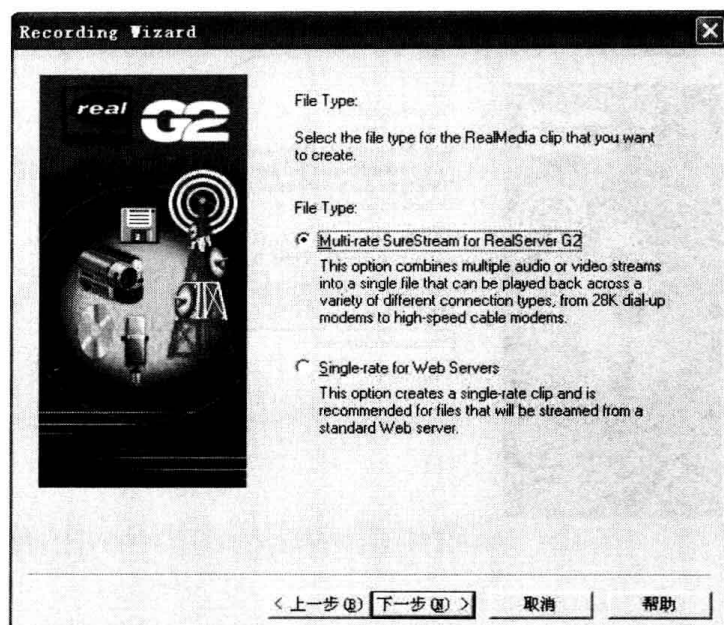 Recording Wizard
real
G2
File Type:
Select the file type for the RealMedia clip that you want
to create.
File Type:
Multi-rate SureStream for RealServer G2
This option combines multiple audio or video streams
into a single file that can be played back across a
variety of different connection types, from 28K dial-up
modems to high-speed cable modems.
Single-rate for Web Servers
This option creates a single-rate clip and is
recommended for files that will be streamed from a
standard Web server.
< 上一步(B) 下一步(N) > 取消 帮助